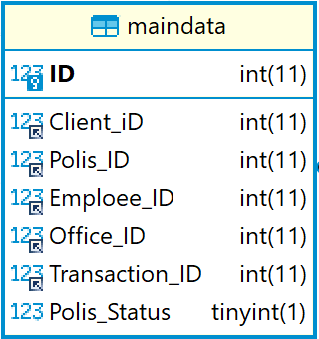 maindata
123 ID int(11)
123 Client_iD int(11)
123 Polis_ID int(11)
123 Emploee_ID int(11)
123 Office_ID int(11)
123 Transaction_ID int(11)
123 Polis_Status tinyint(1)